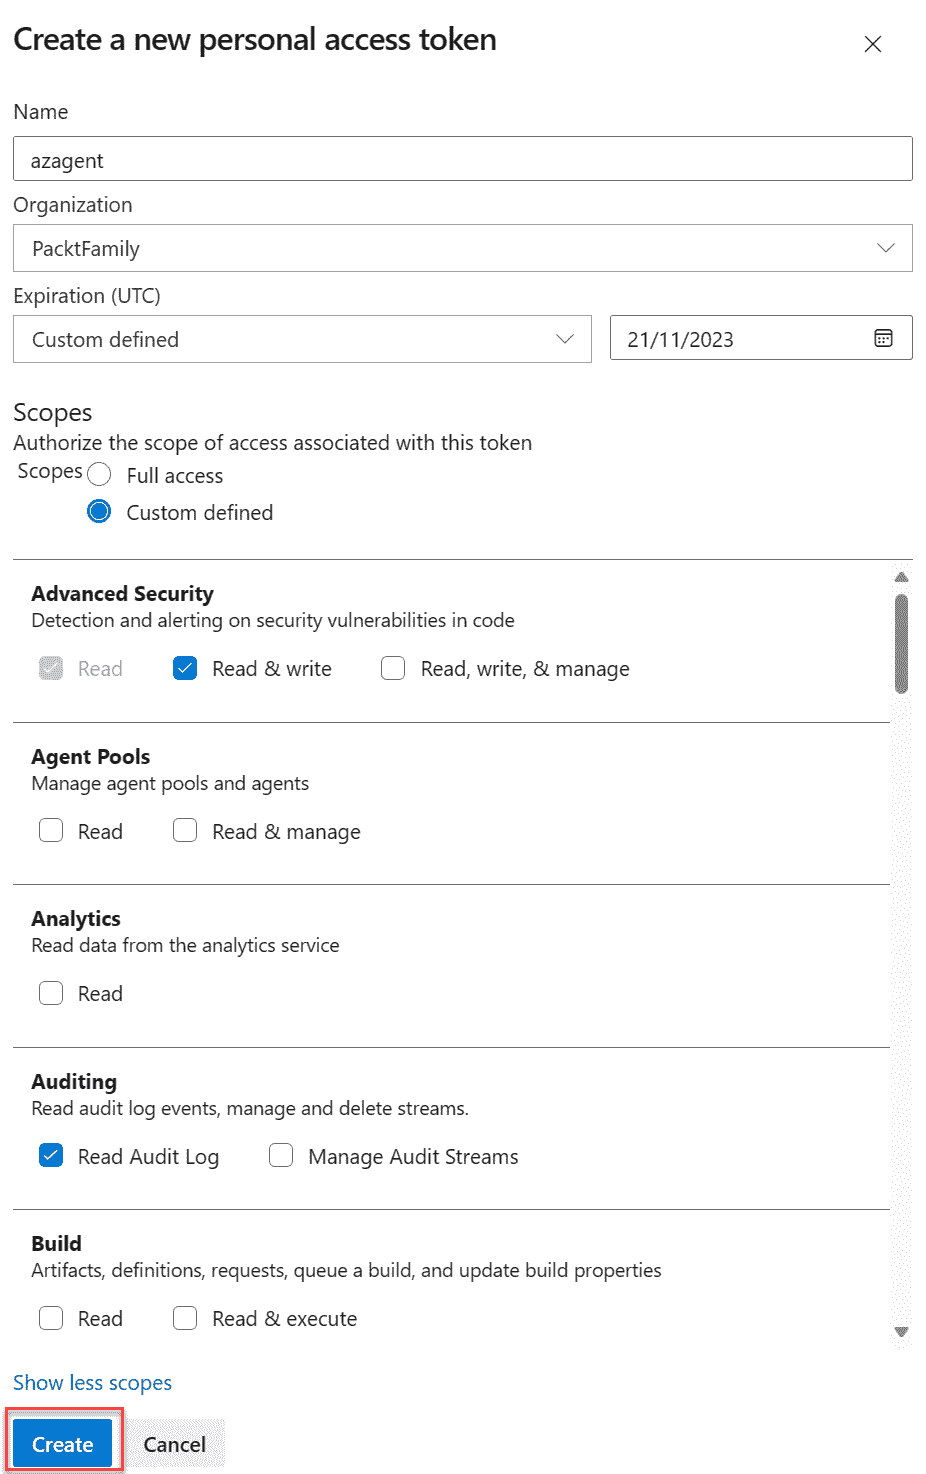 Create a new personal access token
Name
azagent
Organization
PacktFamily
Expiration (UTC)
Custom defined
21/11/2023
Scopes
Authorize the scope of access associated with this token
Scopes
Full access
Custom defined
Advanced Security
Detection and alerting on security vulnerabilities in code
Read Read & write Read, write, & manage
Agent Pools
Manage agent pools and agents
Read Read & manage
Analytics
Read data from the analytics service
Read
Auditing
Read audit log events, manage and delete streams.
Read Audit Log Manage Audit Streams
Build
Artifacts, definitions, requests, queue a build, and update build properties
Read Read & execute
Show less scopes
Create Cancel